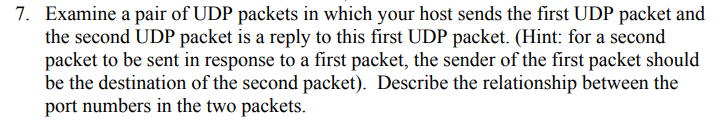 7. Examine a pair of UDP packets in which your host sends the first UDP packet and
the second UDP packet is a reply to this first UDP packet. (Hint: for a second
packet to be sent in response to a first packet, the sender of the first packet should
be the destination of the second packet). Describe the relationship between the
port numbers in the two packets.